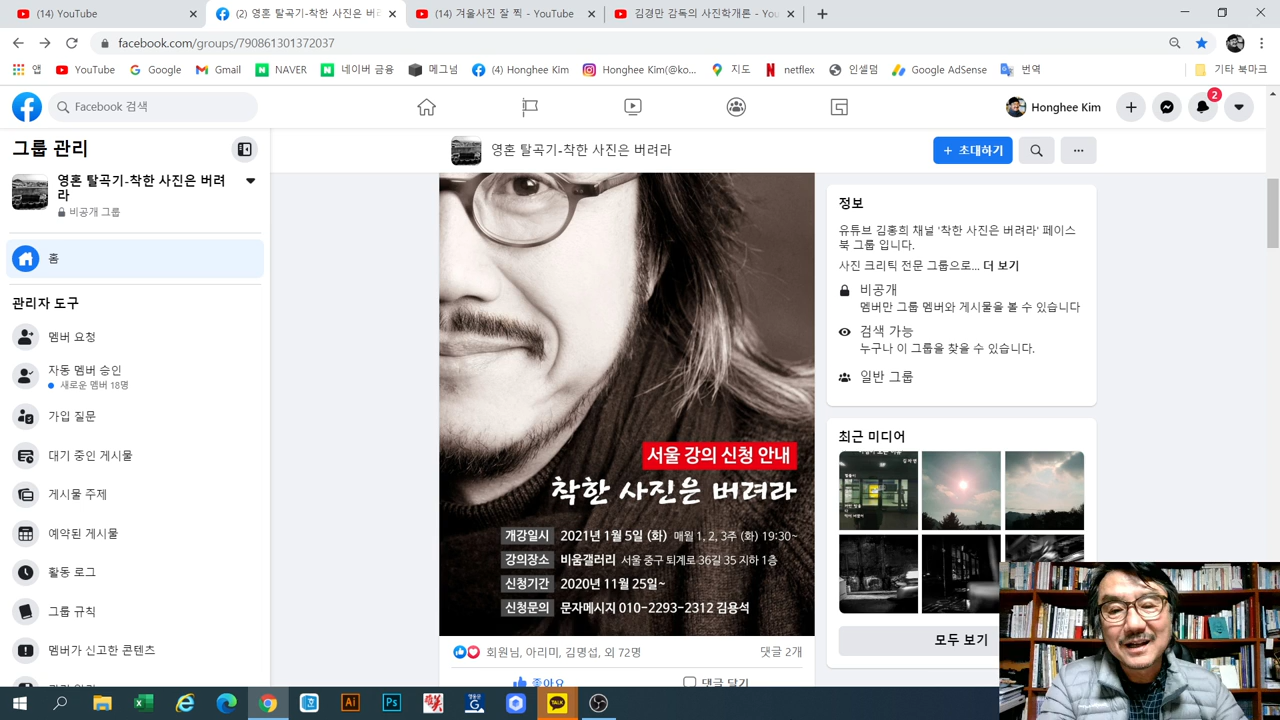 (14) YouTube
(2) 영혼 탈곡기-착한 사진은 버려
(14) 겨울사진 잘 찍 - YouTube
김경만 감독의 사진학개론 - You
facebook.com/groups/790861301372037
앱
YouTube
Google
Gmail
NAVER
네이버 금융
메그넘
(4) Honghee Kim
Honghee Kim(@ko...
지도
netflex
인셀덤
Google AdSense
번역
기타 북마크
Facebook 검색
Honghee Kim
2
그룹 관리
영혼 탈곡기-착한 사진은 버려
라
비공개 그룹
홈
관리자 도구
멤버 요청
자동 멤버 승인
새로운 멤버 18명
가입 질문
대기 중인 게시물
게시물 주제
예약된 게시물
활동 로그
그룹 규칙
멤버가 신고한 콘텐츠
영혼 탈곡기-착한 사진은 버려라
+ 초대하기
서울 강의 신청 안내
착한 사진은 버려라
개강일시 2021년 1월 5일 (화) 매월 1, 2, 3주 (화) 19:30~
강의장소 비움갤러리 서울 중구 퇴계로 36길 35 지하 1층
신청기간 2020년 11월 25일~
신청문의 문자메시지 010-2293-2312 김용석
회원님, 아리미, 김명섭, 외 72명
댓글 2개
좋아요
댓글 달기
정보
유튜브 김홍희 채널 '착한 사진은 버려라' 페이스
북 그룹 입니다.
사진 크리틱 전문 그룹으로... 더 보기
비공개
멤버만 그룹 멤버와 게시물을 볼 수 있습니다
검색 가능
누구나 이 그룹을 찾을 수 있습니다.
일반 그룹
최근 미디어
모두 보기
Ai
Ps
TALK